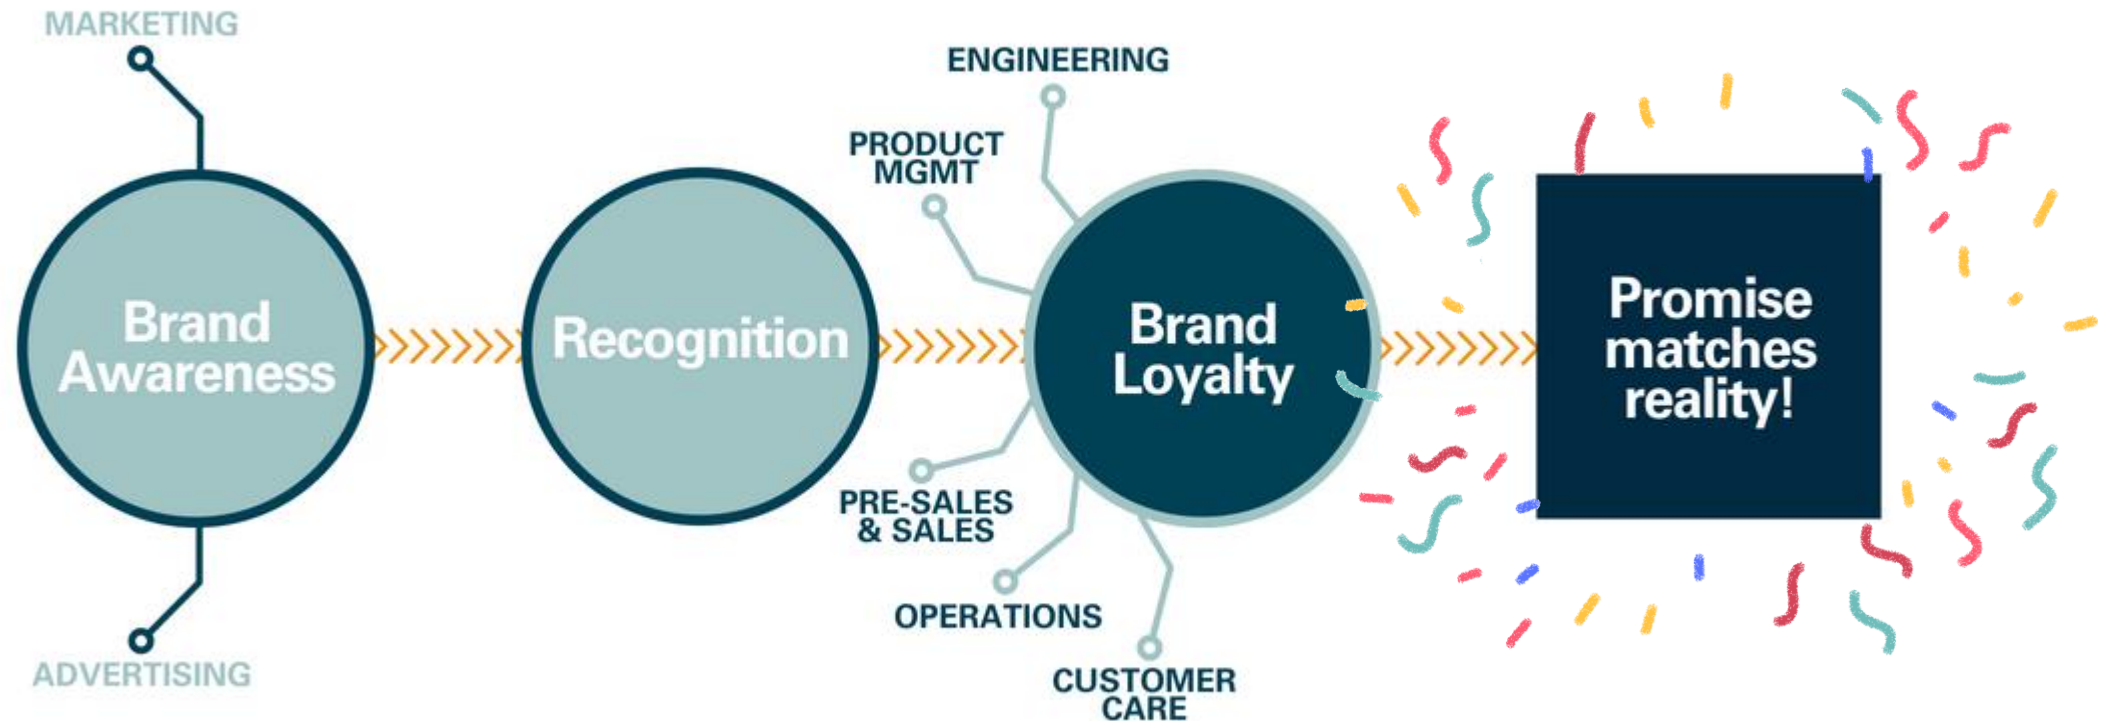 MARKETING
Brand
Awareness
ADVERTISING
Recognition
ENGINEERING
PRODUCT
MGMT
Brand
Loyalty
PRE-SALES
& SALES
OPERATIONS
CUSTOMER
CARE
Promise
matches
reality!